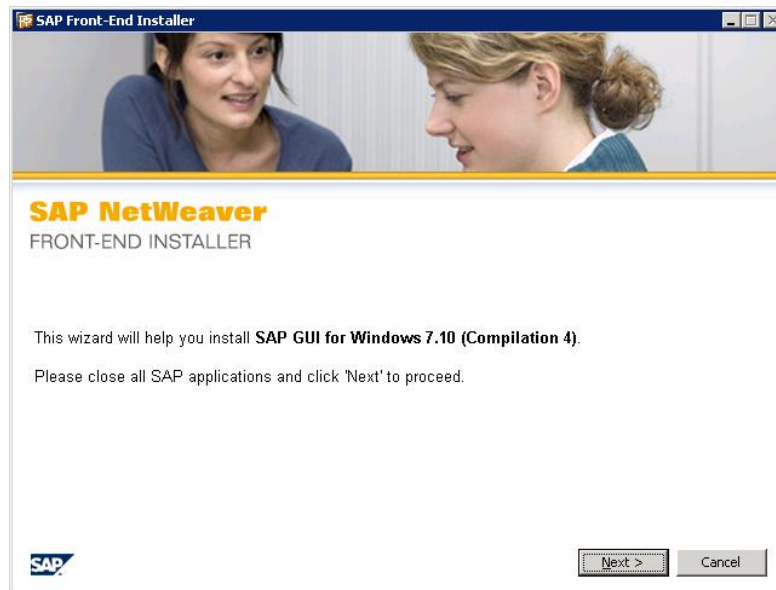 SAP Front-End Installer
SAP NetWeaver
FRONT-END INSTALLER
This wizard will help you install SAP GUI for Windows 7.10 (Compilation 4).
Please close all SAP applications and click 'Next' to proceed.
SAP
Next >
Cancel